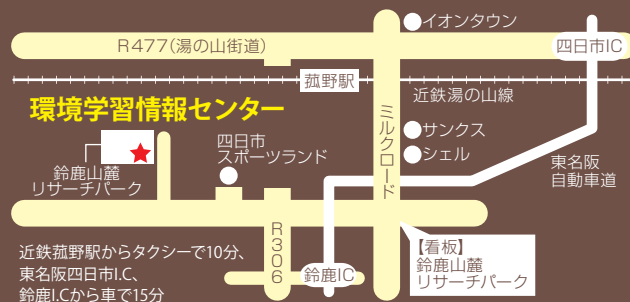 イオンタウン
R477(湯の山街道)
四日市IC
菰野駅
近鉄湯の山線
環境学習情報センター
ミルクロード
サンクス
シェル
四日市
スポーツランド
東名阪
自動車道
鈴鹿山麓
リサーチパーク
R306
鈴鹿IC
【看板】
鈴鹿山麓
リサーチパーク
近鉄菰野駅からタクシーで10分、
東名阪四日市I.C、
鈴鹿I.Cから車で15分